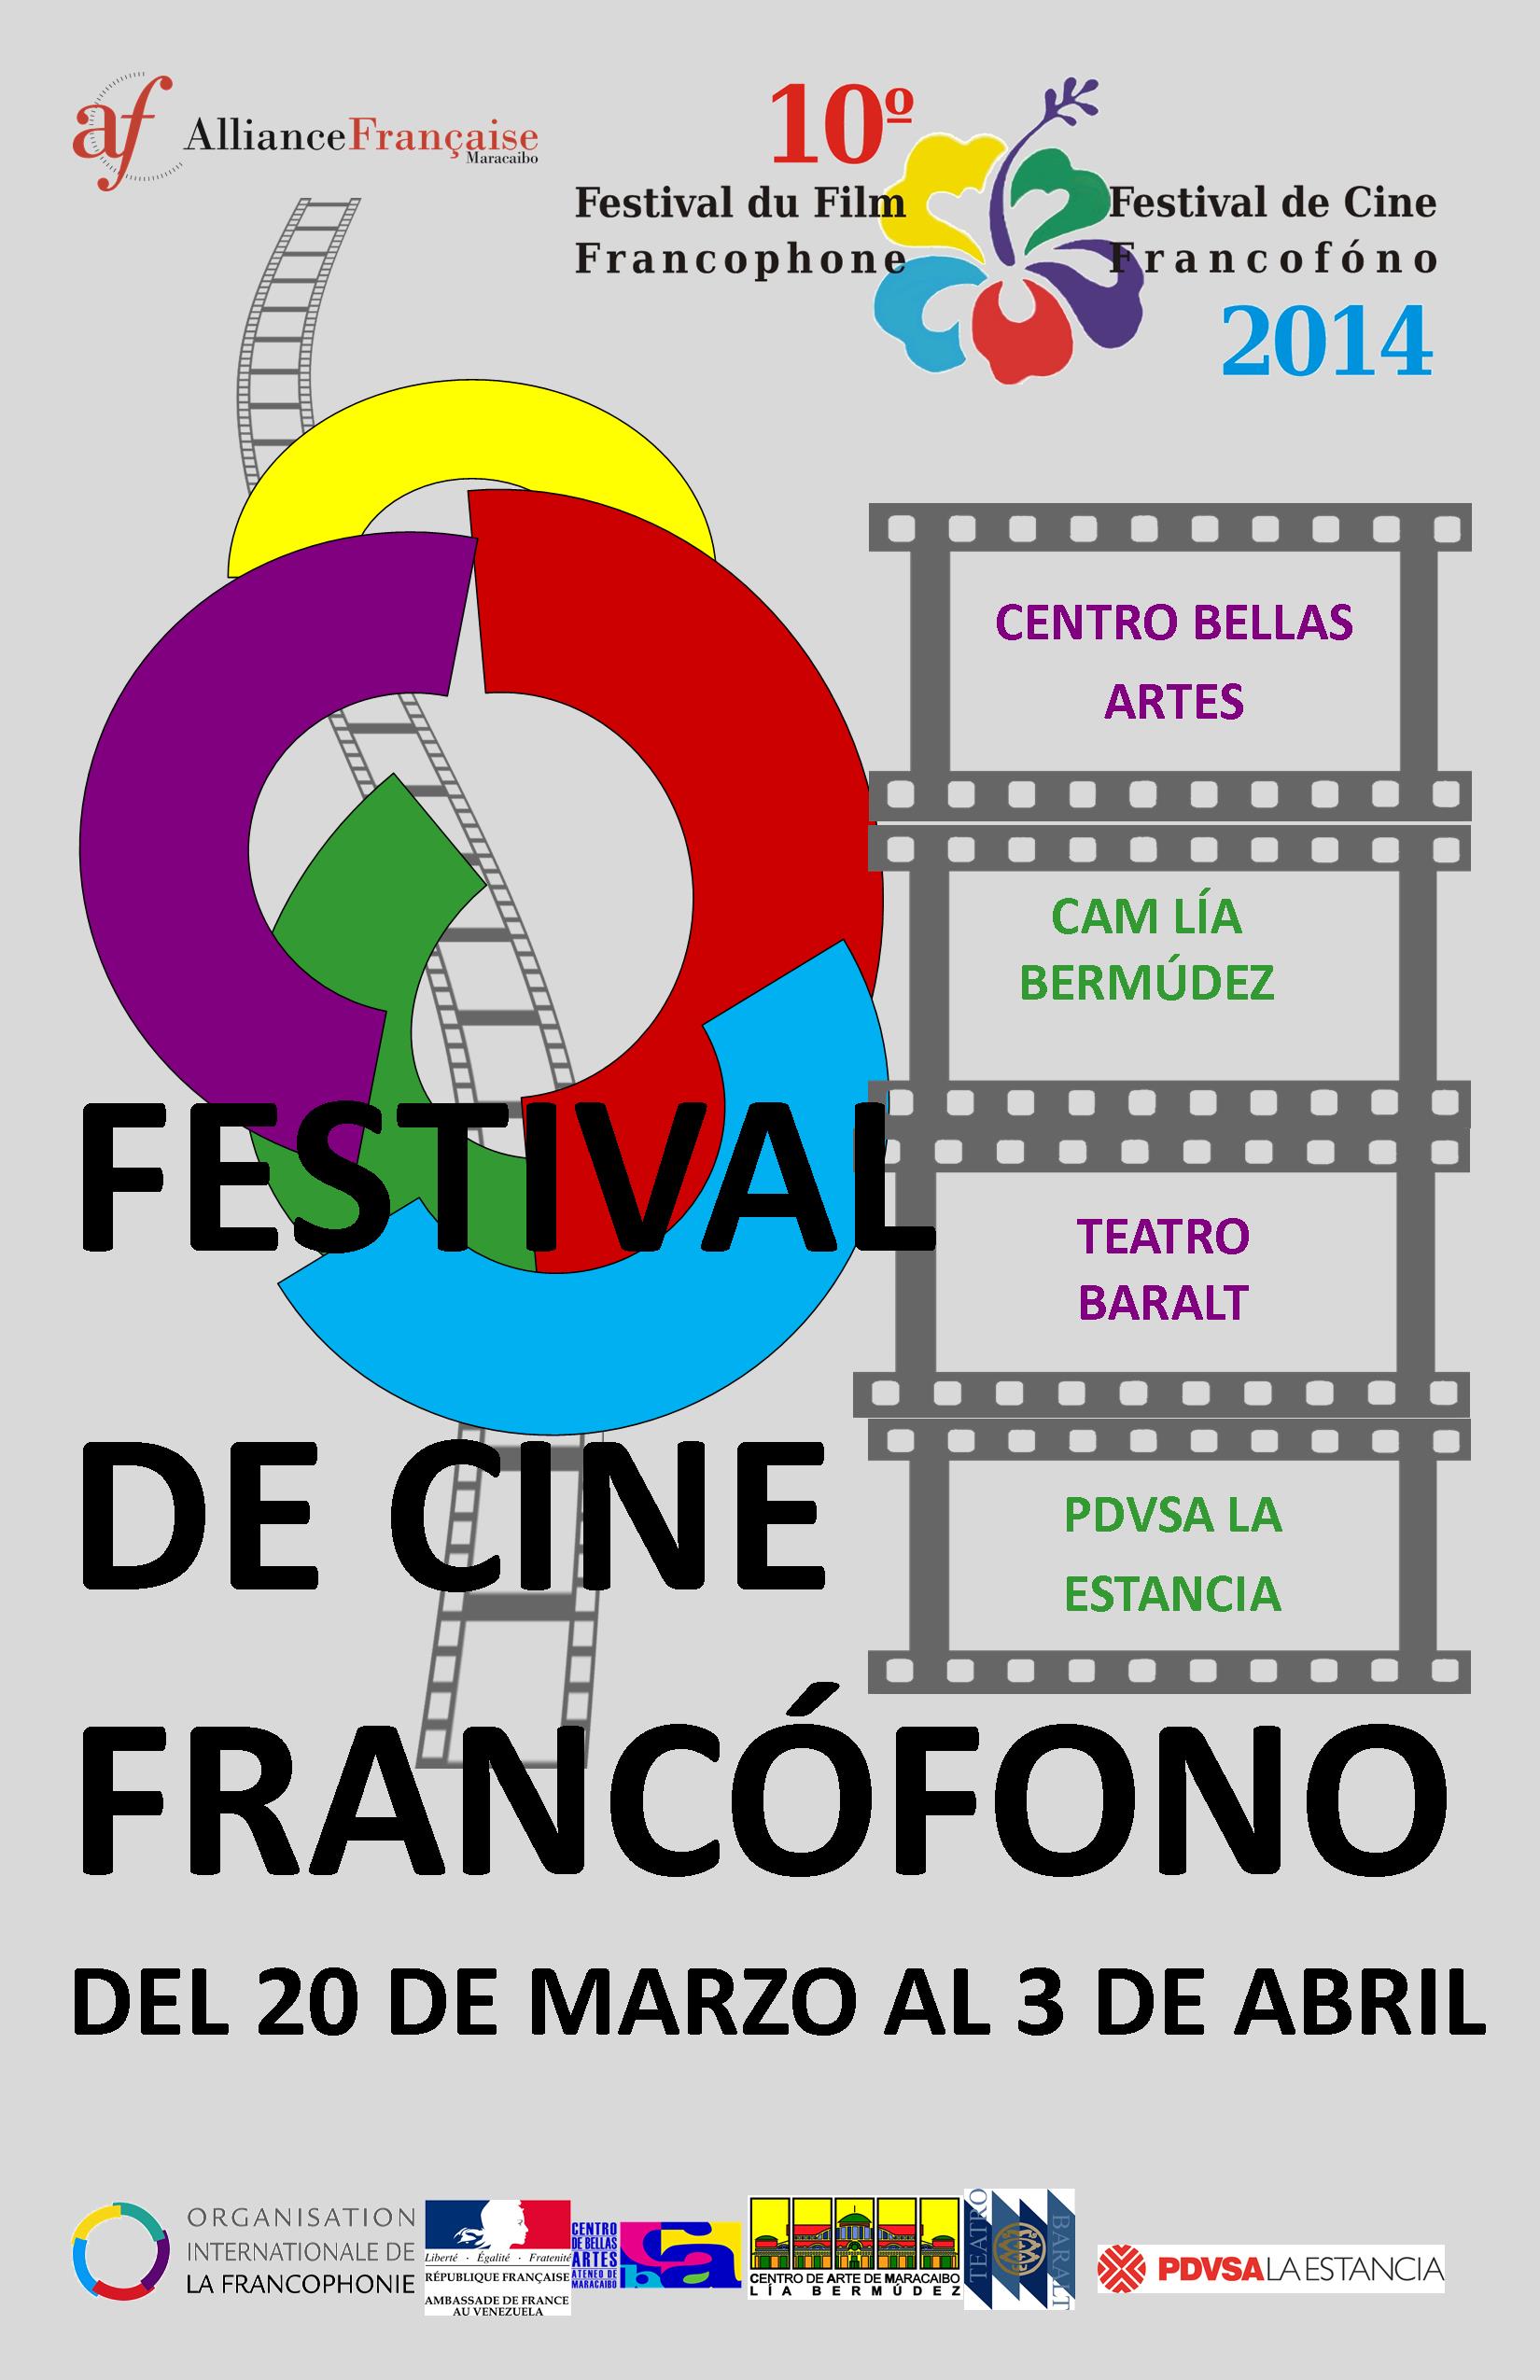 af AllianceFrançaise
Maracaibo
10º
Festival du Film
Francophone
Festival de Cine
Francofóno
2014
CENTRO BELLAS
ARTES
CAM LÍA
BERMÚDEZ
TEATRO
BARALT
PDVSA LA
ESTANCIA
FESTIVAL
DE CINE
FRANCÓFONO
DEL 20 DE MARZO AL 3 DE ABRIL
ORGANISATION
INTERNATIONALE DE
LA FRANCOPHONIE
Liberté · Égalité · Fraternité
RÉPUBLIQUE FRANÇAISE
AMBASSADE DE FRANCE
AU VENEZUELA
CENTRO
DE BELLAS
ARTES
ATENEO DE
MARACAIBO
CENTRO DE ARTE DE MARACAIBO
LÍA BERMÚDEZ
TEATRO
BARALT
PDVSA LA ESTANCIA